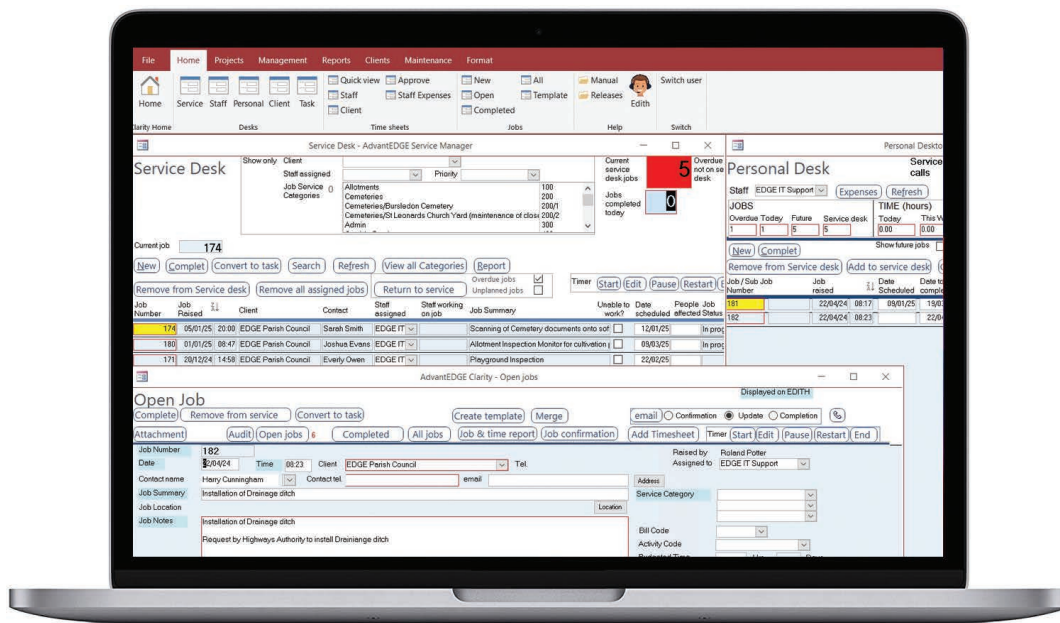 File Home Projects Management Reports Clients Maintenance Format
Quick view Approve New All Manual Switch user
Staff Staff Expenses Open Template Releases
Home Service Staff Personal Client Task Client Completed Edith
Clarity Home Desks Time sheets Jobs Help Switch
Service Desk - AdvantEDGE Service Manager
Service Desk
Show only Client
Staff assigned Priority
Job Service Categories 0
Allotments 100
Cemeteries 200
Cemeteries/Bursledon Cemetery 200/1
Cemeteries/St Leonards Church Yard (maintenance of close 200/2
Admin 300
Current service desk jobs 5
Overdue not on se desk
Jobs completed today 0
Current job 174
New Complet Convert to task Search Refresh View all Categories Report
Remove from Service desk Remove all assigned jobs Return to service
Overdue jobs
Unplanned jobs
Timer Start Edit Pause Restart E
Job Number Job Raised Client Contact Staff assigned Staff working on job Job Summary Unable to work? Date scheduled People affected Job Status
174 05/01/25 20:00 EDGE Parish Council Sarah Smith EDGE IT Scanning of Cemetery documents onto sof 12/01/25 In prog
180 01/01/25 08:47 EDGE Parish Council Joshua Evans EDGE IT Allotment Inspection Monitor for cultivation 09/03/25 In prog
171 20/12/24 14:58 EDGE Parish Council Everly Owen EDGE IT Playground Inspection 22/02/25
Personal Deskto
Personal Desk
Service calls
Staff EDGE IT Support Expenses Refresh
JOBS TIME (hours)
Overdue Today Future Service desk Today This W
1 1 5 5 0.00 0.00
New Complet Show future jobs
Remove from Service desk Add to service desk
Job / Sub Job Number Job raised Date Scheduled Date to comple
181 22/04/24 08:17 09/01/25 19/0
182 22/04/24 08:23 22/0
AdvantEDGE Clarity - Open jobs
Displayed on EDITH
Open Job
Complete Remove from service Convert to task Create template Merge email Confirmation Update Completion
Attachment Audit Open jobs 6 Completed All jobs Job & time report Job confirmation Add Timesheet Timer Start Edit Pause Restart End
Job Number 182 Raised by Roland Potter
Date 22/04/24 Time 08:23 Client EDGE Parish Council Tel. Assigned to EDGE IT Support
Contact name Harry Cunningham Contact tel. email Address
Job Summary Installation of Drainage ditch Service Category
Job Location Location
Job Notes Installation of Drainage ditch
Bill Code
Request by Highways Authority to install Drainiange ditch
Activity Code
Budgeted Time